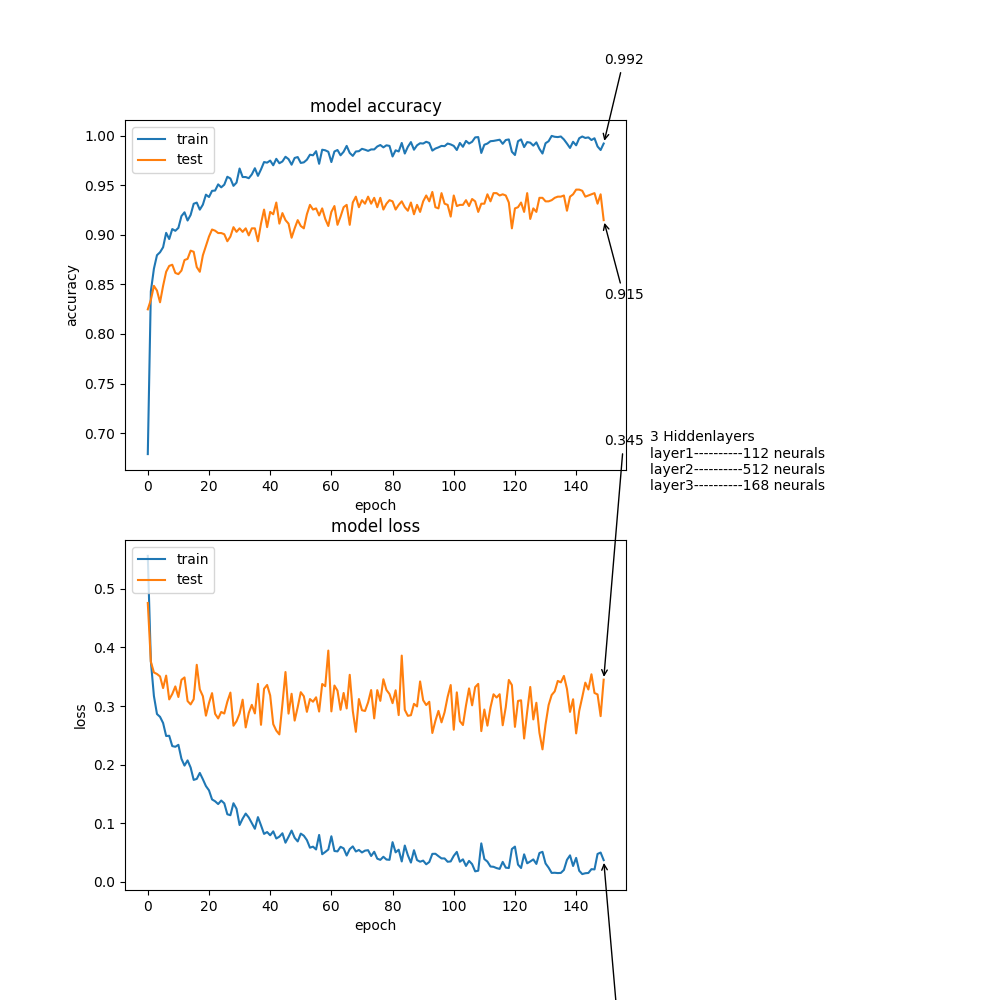 0.992
model accuracy
train
test
1.00
0.95
0.90
0.85
0.80
0.75
0.70
accuracy
0.915
0 20 40 60 80 100 120 140
epoch
0.345
3 Hiddenlayers
layer1----------112 neurals
layer2----------512 neurals
layer3----------168 neurals
model loss
train
test
0.5
0.4
0.3
0.2
0.1
0.0
loss
0 20 40 60 80 100 120 140
epoch